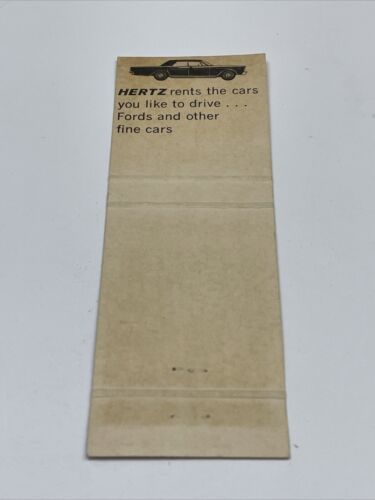 HERTZ rents the cars
you like to drive . . .
Fords and other
fine cars